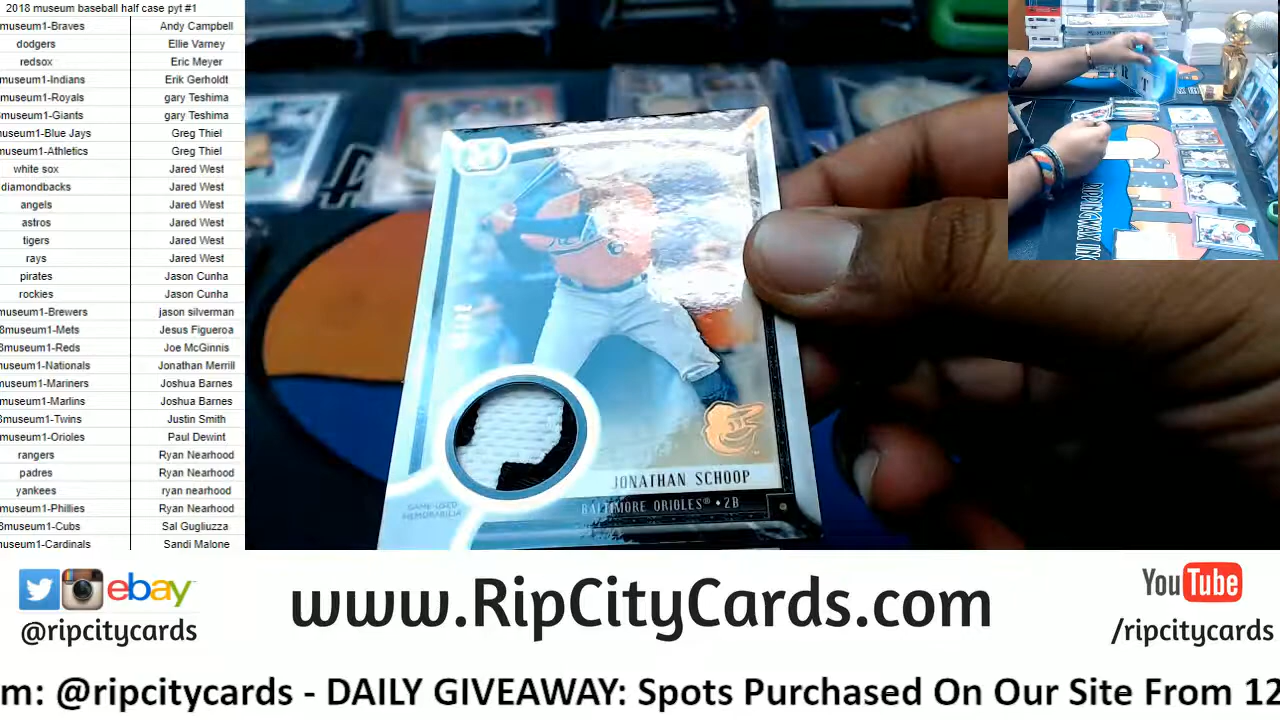 2018 museum baseball half case pyt #1
museum1-Braves Andy Campbell
dodgers Ellie Varney
redsox Eric Meyer
museum1-Indians Erik Gerholdt
museum1-Royals gary Teshima
museum1-Giants gary Teshima
museum1-Blue Jays Greg Thiel
museum1-Athletics Greg Thiel
white sox Jared West
diamondbacks Jared West
angels Jared West
astros Jared West
tigers Jared West
rays Jared West
pirates Jason Cunha
rockies Jason Cunha
museum1-Brewers jason silverman
8museum1-Mets Jesus Figueroa
8museum1-Reds Joe McGinnis
museum1-Nationals Jonathan Merrill
museum1-Mariners Joshua Barnes
museum1-Marlins Joshua Barnes
museum1-Twins Justin Smith
museum1-Orioles Paul Dewint
rangers Ryan Nearhood
padres Ryan Nearhood
yankees ryan nearhood
museum1-Phillies Ryan Nearhood
8museum1-Cubs Sal Gugliuzza
museum1-Cardinals Sandi Malone
JONATHAN SCHOOP
BALTIMORE ORIOLES® • 2B
GAME-USED
MEMORABILIA
ebay
@ripcitycards
www.RipCityCards.com
YouTube
/ripcitycards
m: @ripcitycards - DAILY GIVEAWAY: Spots Purchased On Our Site From 12